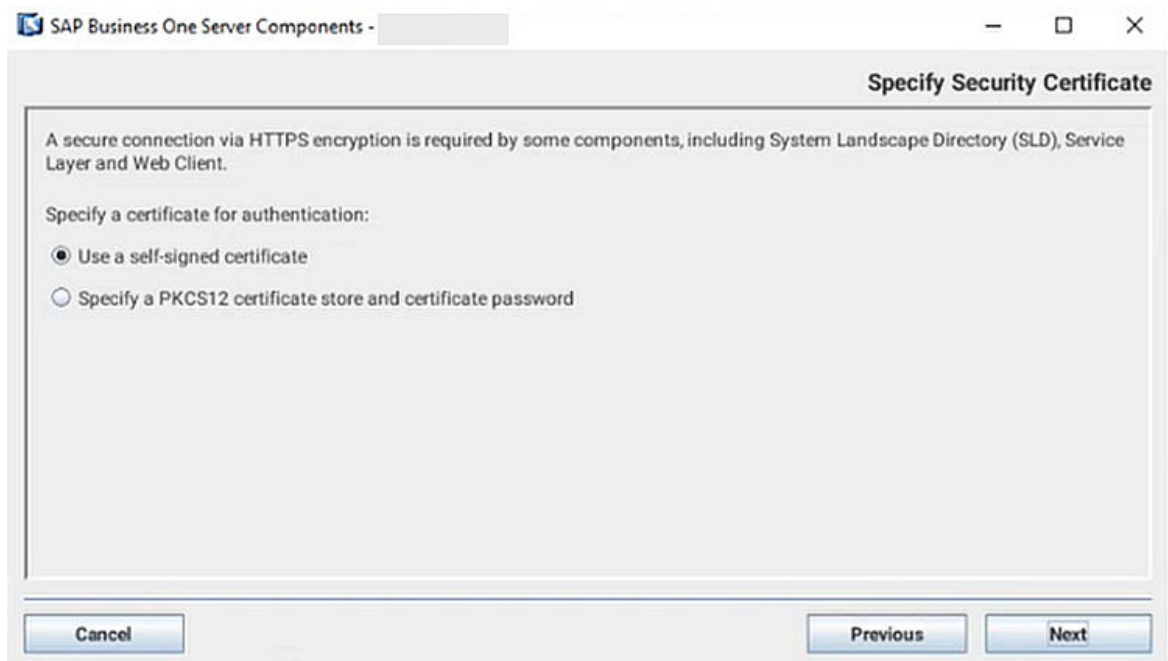 SAP Business One Server Components -
Specify Security Certificate
A secure connection via HTTPS encryption is required by some components, including System Landscape Directory (SLD), Service
Layer and Web Client.
Specify a certificate for authentication:
Use a self-signed certificate
Specify a PKCS12 certificate store and certificate password
Cancel
Previous
Next